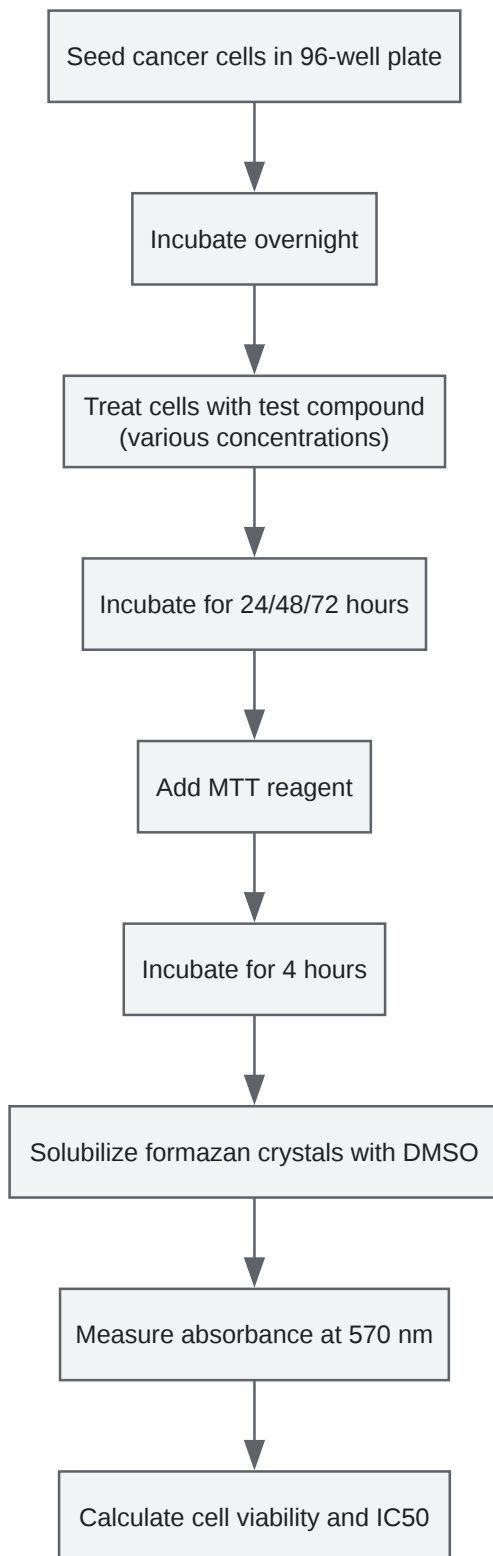 Seed cancer cells in 96-well plate
Incubate overnight
Treat cells with test compound
(various concentrations)
Incubate for 24/48/72 hours
Add MTT reagent
Incubate for 4 hours
Solubilize formazan crystals with DMSO
Measure absorbance at 570 nm
Calculate cell viability and IC50